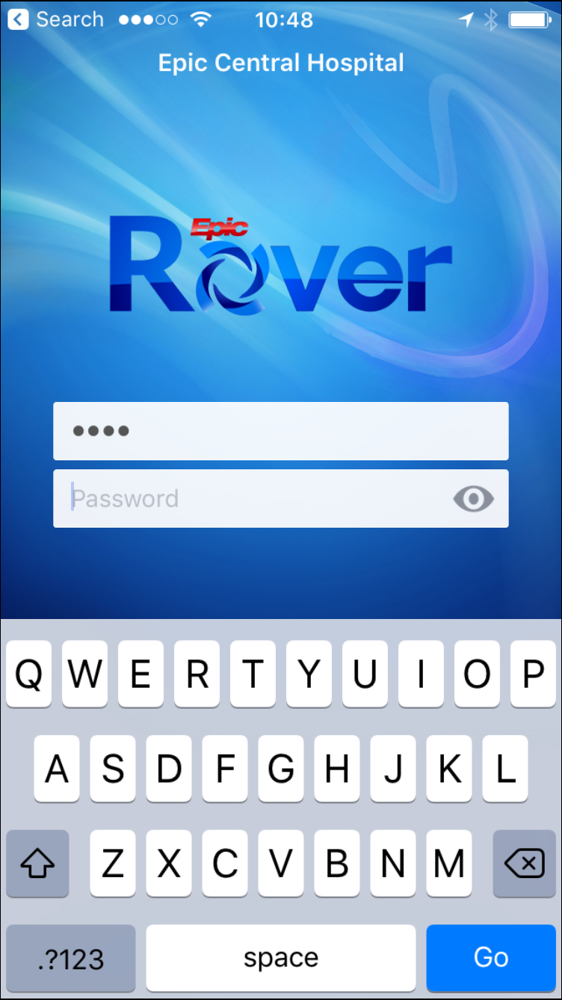 Search 10:48
Epic Central Hospital
Epic
Rover
••••
Password
Q W E R T Y U I O P
A S D F G H J K L
Z X C V B N M
.?123 space Go